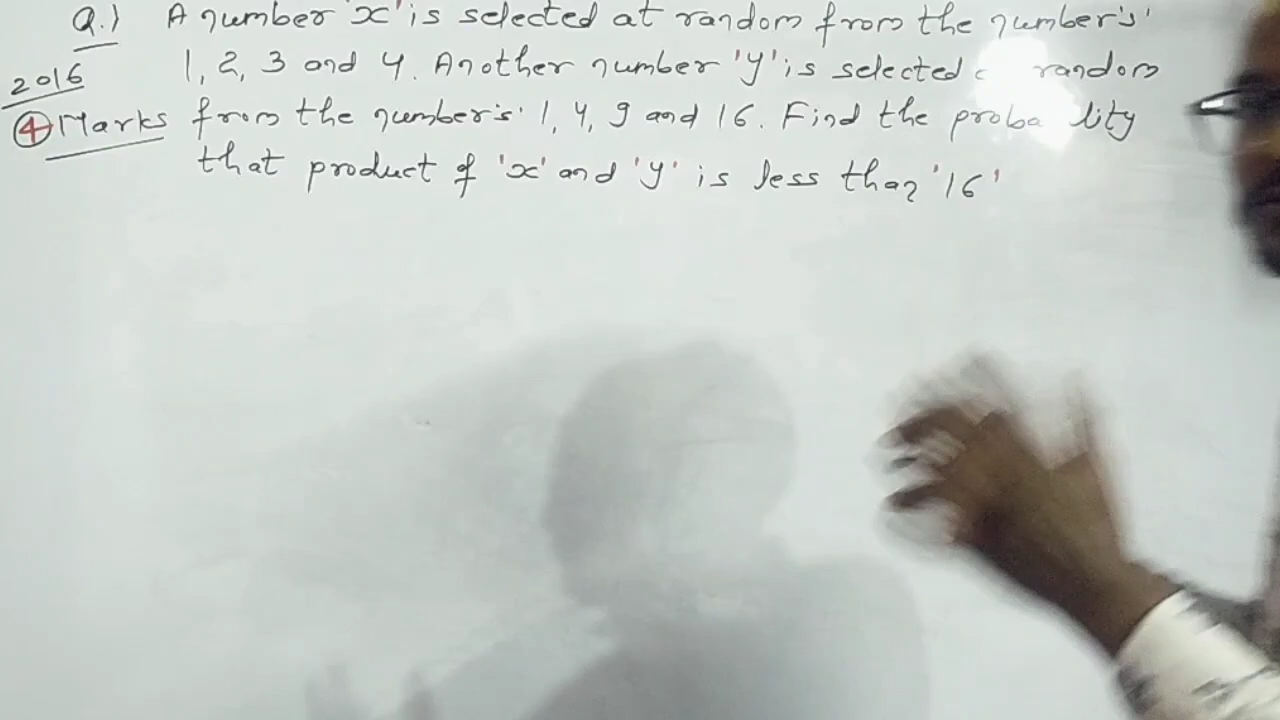 Q.) A number 'x' is selected at random from the number's'
2016 1, 2, 3 and 4. Another number 'y' is selected random
④ Marks from the number's' 1, 4, 9 and 16. Find the proba lity
that product of 'x' and 'y' is less than '16'